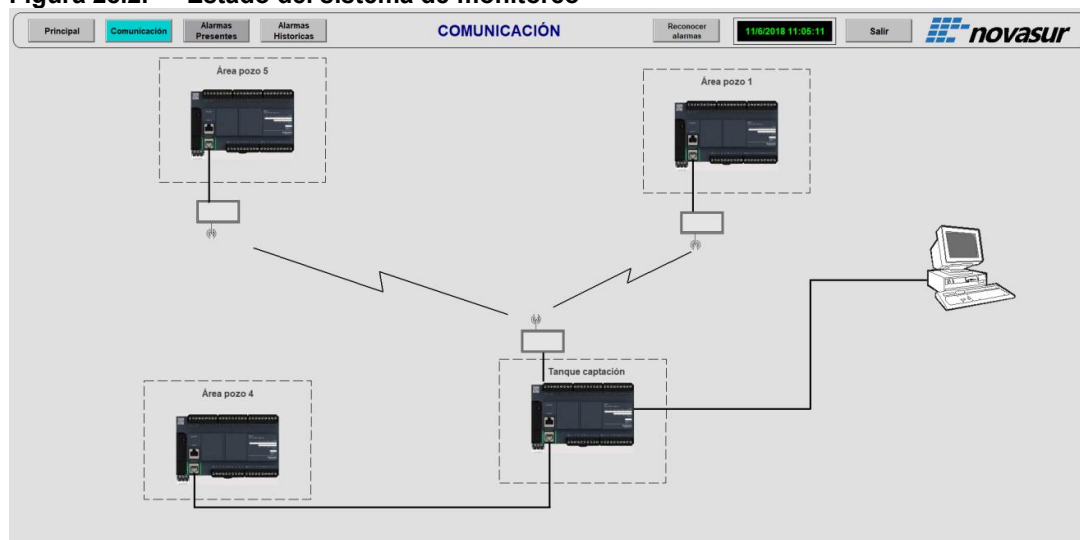 Figura 26.2. Estado del sistema de monitoreo
Principal
Comunicación
Alarmas
Presentes
Alarmas
Historicas
COMUNICACIÓN
Reconocer
alarmas
11/6/2018 11:05:11
Salir
novasur
Área pozo 5
Área pozo 1
Tanque captación
Área pozo 4